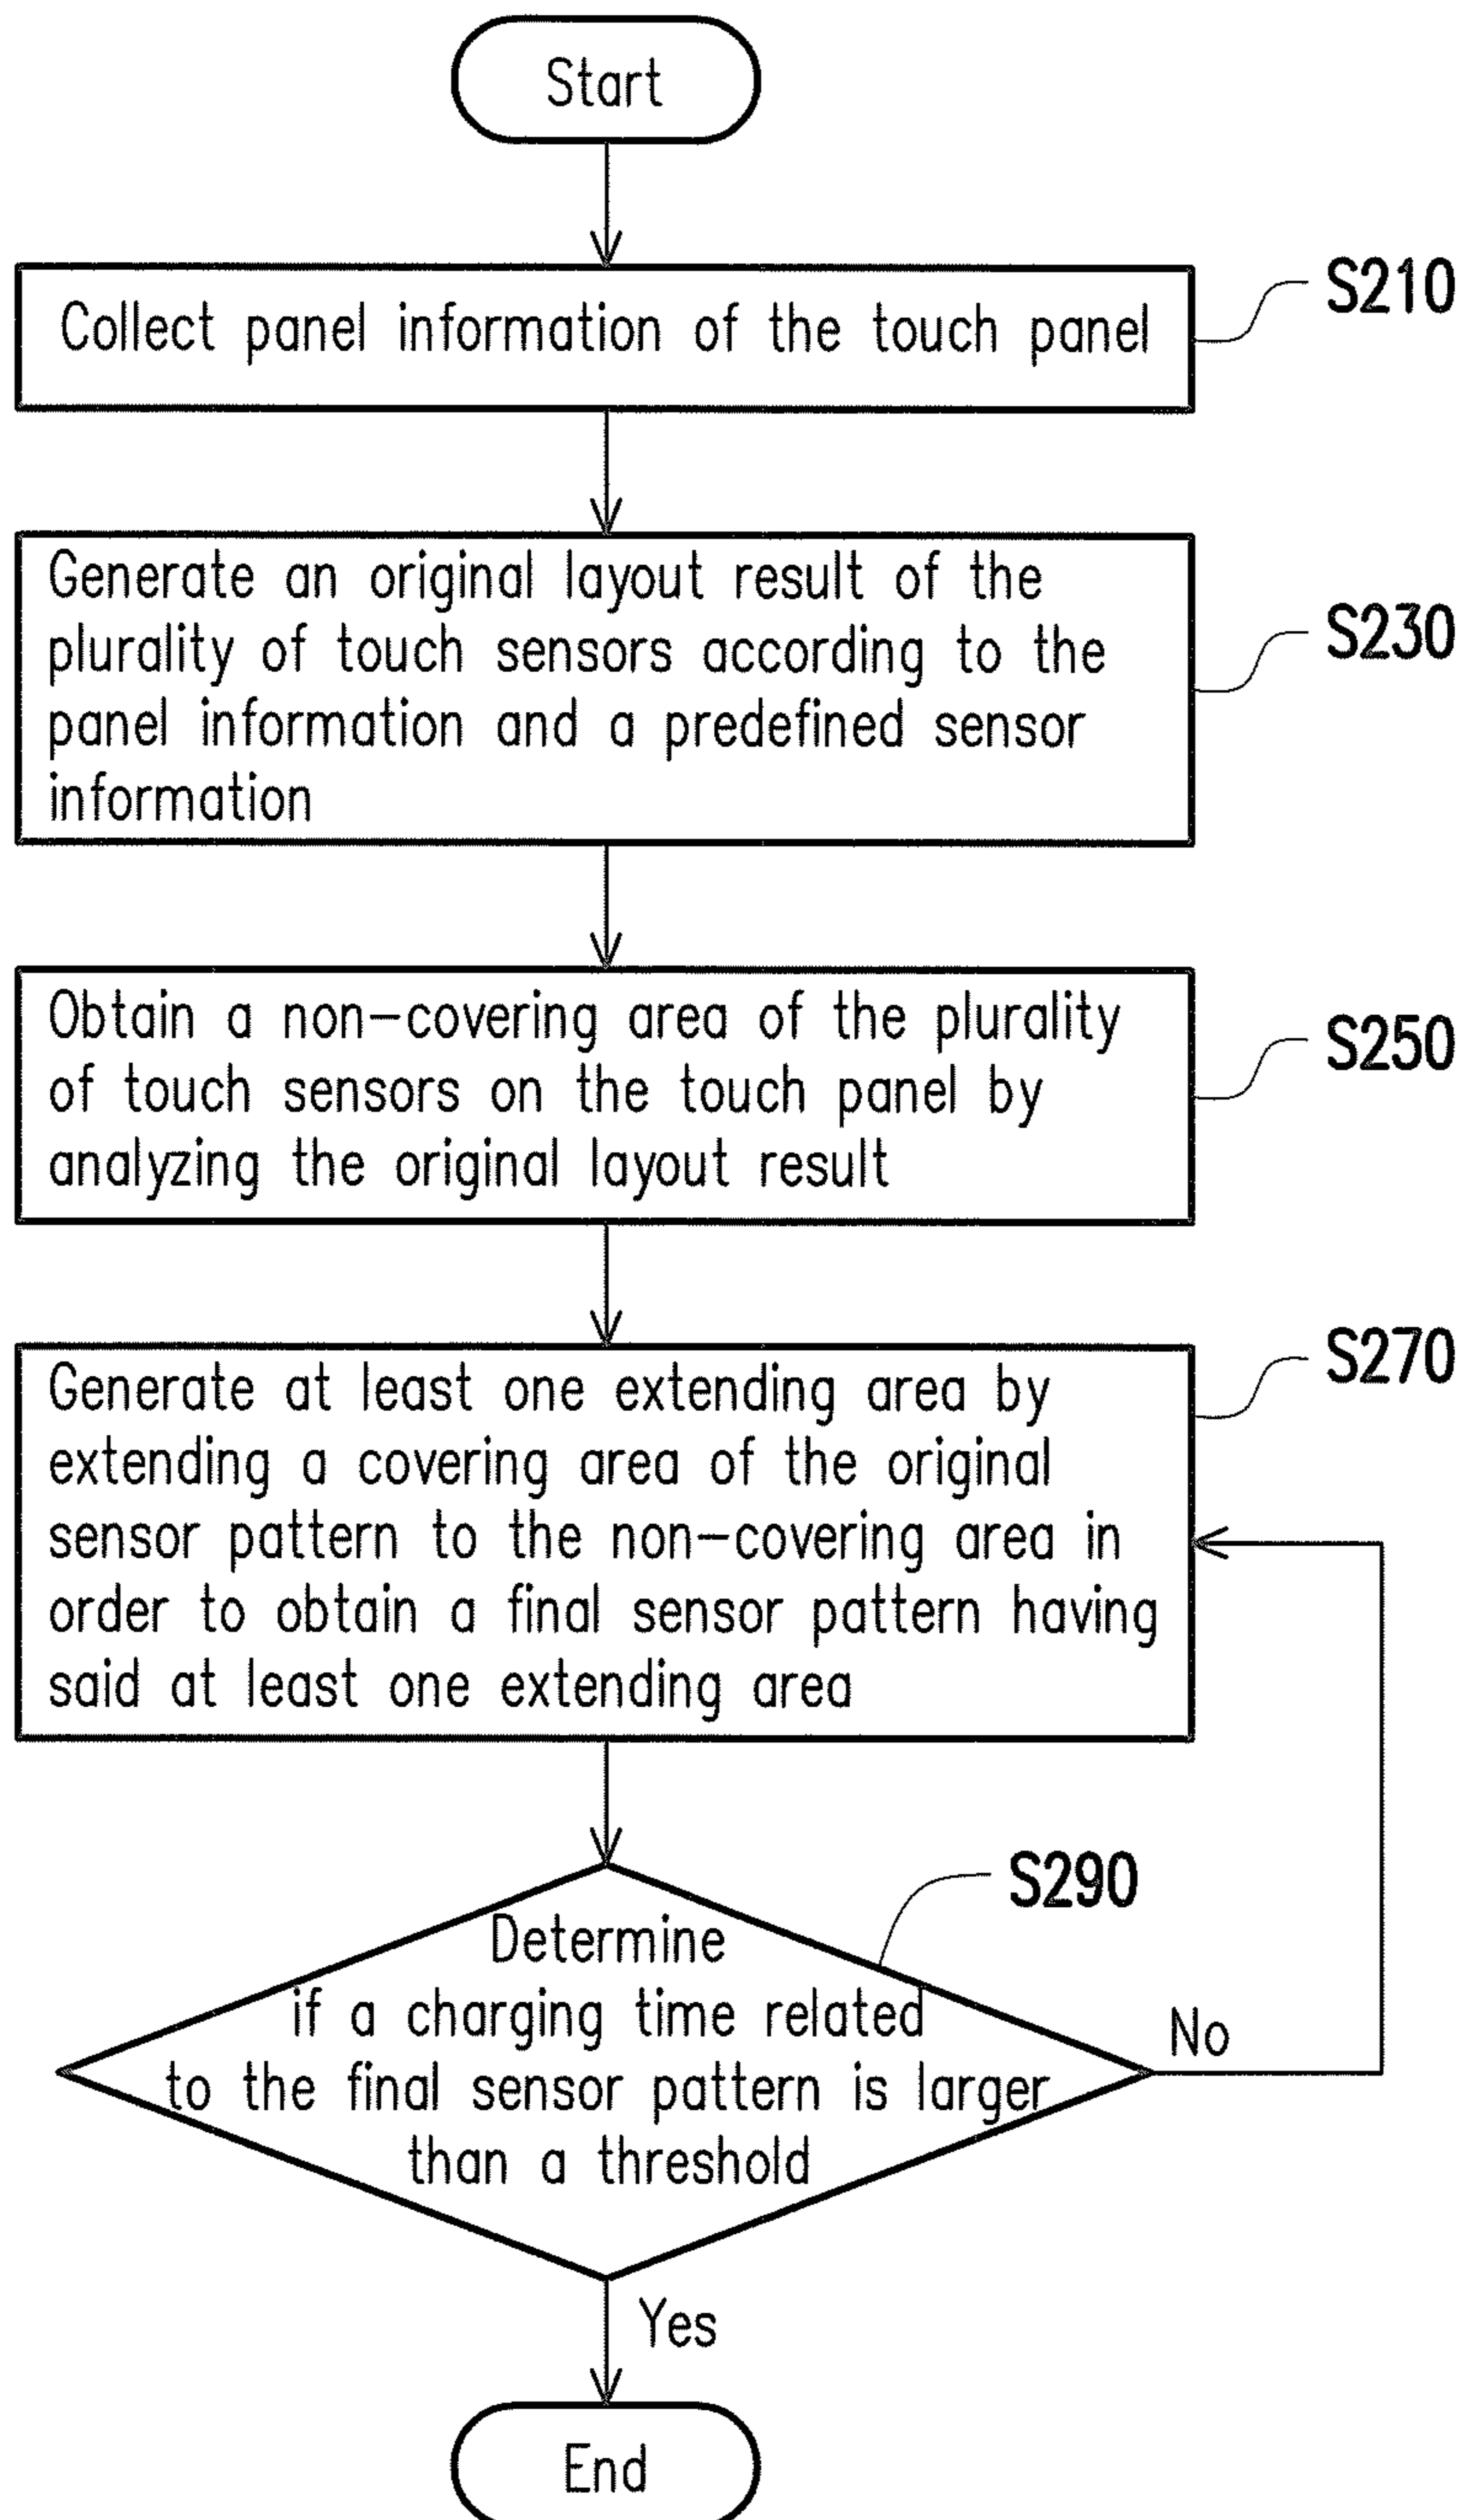 Start
Collect panel information of the touch panel
S210
Generate an original layout result of the
plurality of touch sensors according to the
panel information and a predefined sensor
information
S230
Obtain a non-covering area of the plurality
of touch sensors on the touch panel by
analyzing the original layout result
S250
Generate at least one extending area by
extending a covering area of the original
sensor pattern to the non-covering area in
order to obtain a final sensor pattern having
said at least one extending area
S270
Determine
if a charging time related
to the final sensor pattern is larger
than a threshold
S290
No
Yes
End